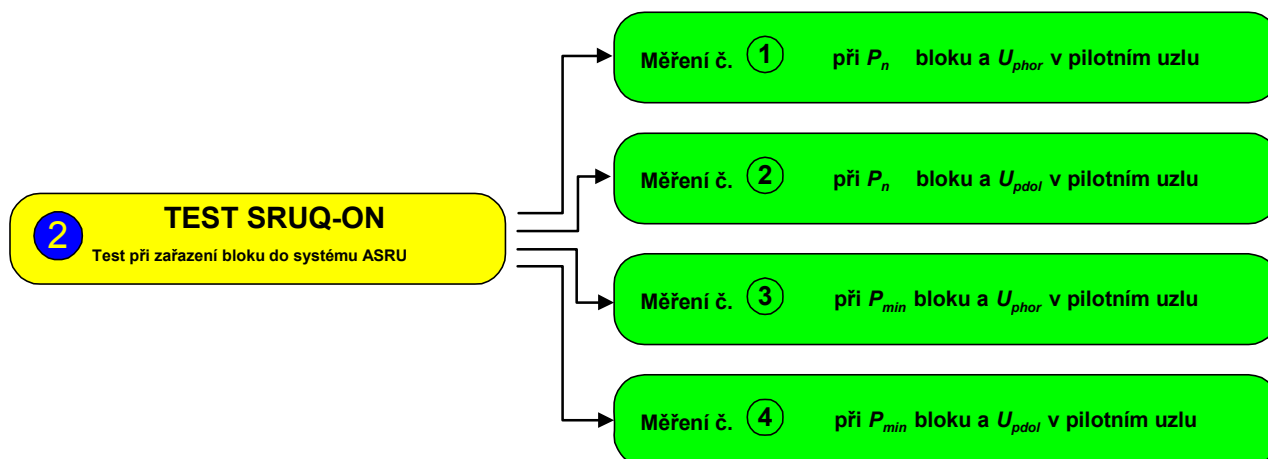 2
TEST SRUQ-ON
Test při zařazení bloku do systému ASRU
Měření č. 1 při Pn bloku a Uphor v pilotním uzlu
Měření č. 2 při Pn bloku a Updol v pilotním uzlu
Měření č. 3 při Pmin bloku a Uphor v pilotním uzlu
Měření č. 4 při Pmin bloku a Updol v pilotním uzlu